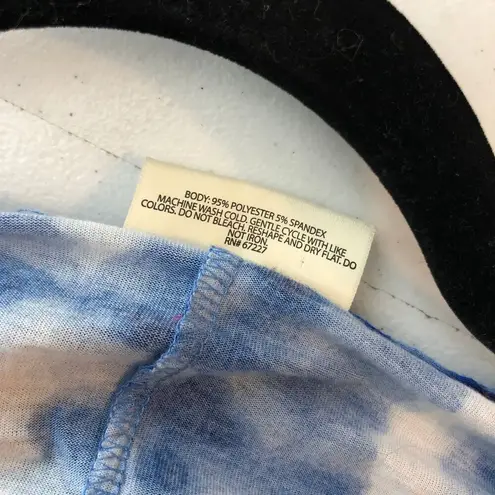 BODY: 95% POLYESTER 5% SPANDEX
MACHINE WASH COLD. GENTLE CYCLE WITH LIKE
COLORS. DO NOT BLEACH. RESHAPE AND DRY FLAT. DO
NOT IRON.
RN# 67227